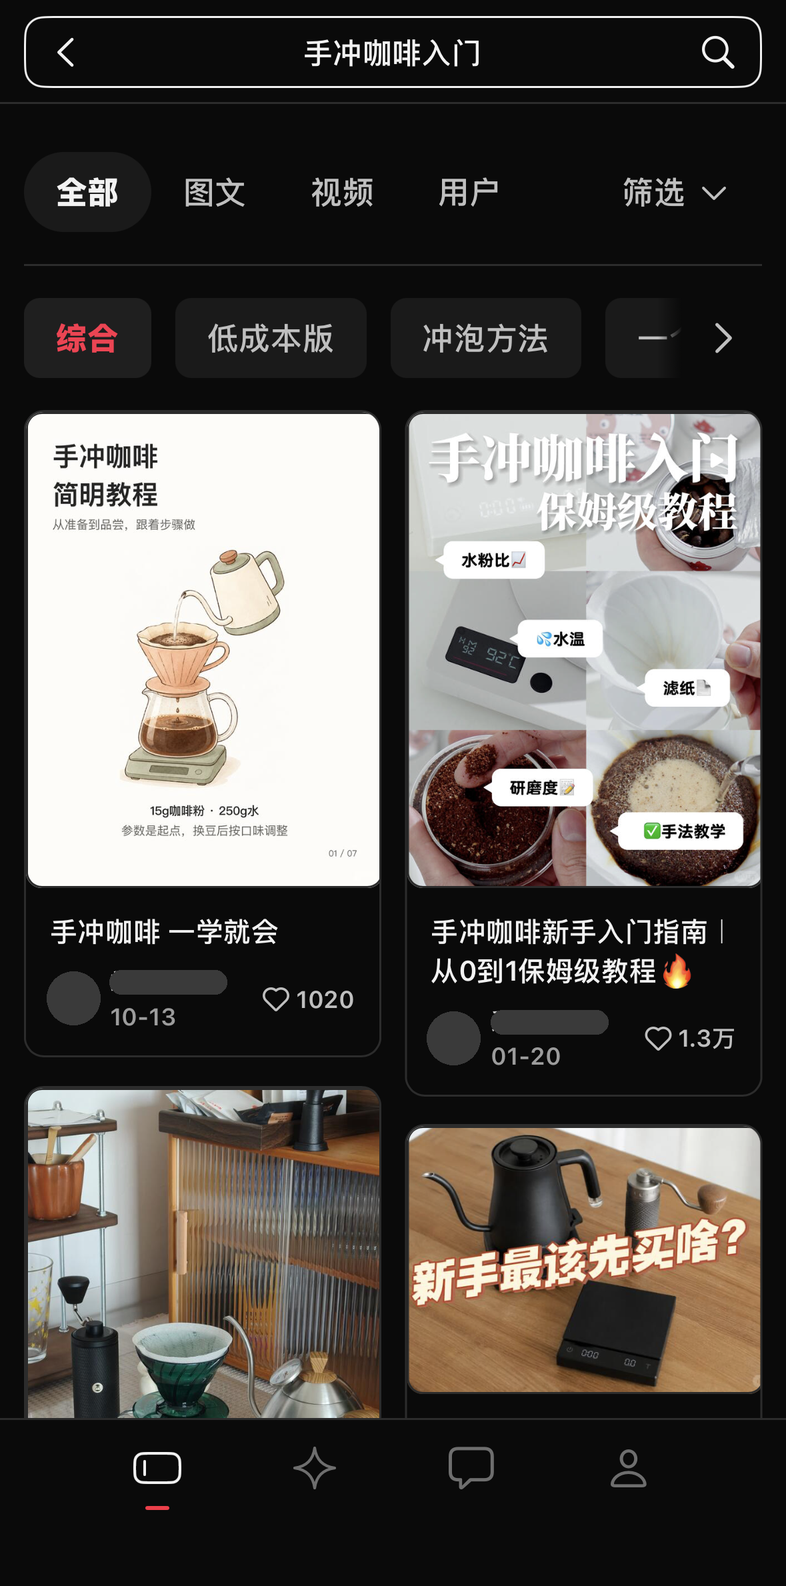 手冲咖啡入门
全部
图文
视频
用户
筛选
综合
低成本版
冲泡方法
手冲咖啡
简明教程
从准备到品尝，跟着步骤做
15g咖啡粉 · 250g水
参数是起点，换豆后按口味调整
01 / 07
手冲咖啡 一学就会
10-13
1020
手冲咖啡入门
保姆级教程
水粉比📈
💦水温
92℃
滤纸📄
研磨度📝
✅手法教学
手冲咖啡新手入门指南｜
从0到1保姆级教程🔥
01-20
1.3万
新手最该先买啥?
0:00
0.0